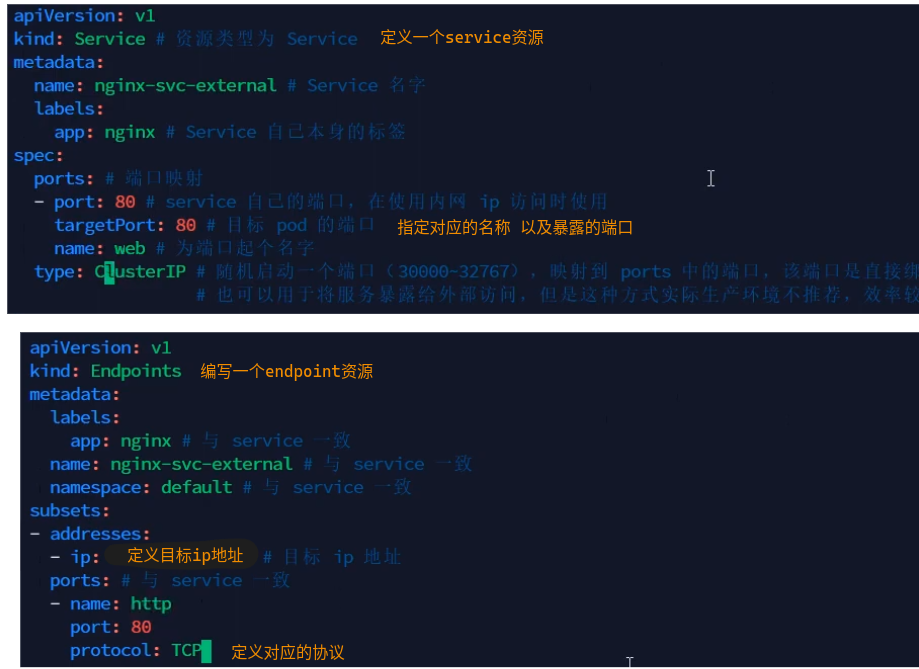 apiVersion: v1
kind: Service # 资源类型为 Service 定义一个service资源
metadata:
name: nginx-svc-external # Service 名字
labels:
app: nginx # Service 自己本身的标签
spec:
ports: # 端口映射
- port: 80 # service 自己的端口，在使用内网 ip 访问时使用
targetPort: 80 # 目标 pod 的端口 指定对应的名称 以及暴露的端口
name: web # 为端口起个名字
type: ClusterIP # 随机启动一个端口（30000~32767），映射到 ports 中的端口，该端口是直接绑
# 也可以用于将服务暴露给外部访问，但是这种方式实际生产环境不推荐，效率较
apiVersion: v1
kind: Endpoints 编写一个endpoint资源
metadata:
labels:
app: nginx # 与 service 一致
name: nginx-svc-external # 与 service 一致
namespace: default # 与 service 一致
subsets:
- addresses:
- ip: 定义目标ip地址 # 目标 ip 地址
ports: # 与 service 一致
- name: http
port: 80
protocol: TCP 定义对应的协议